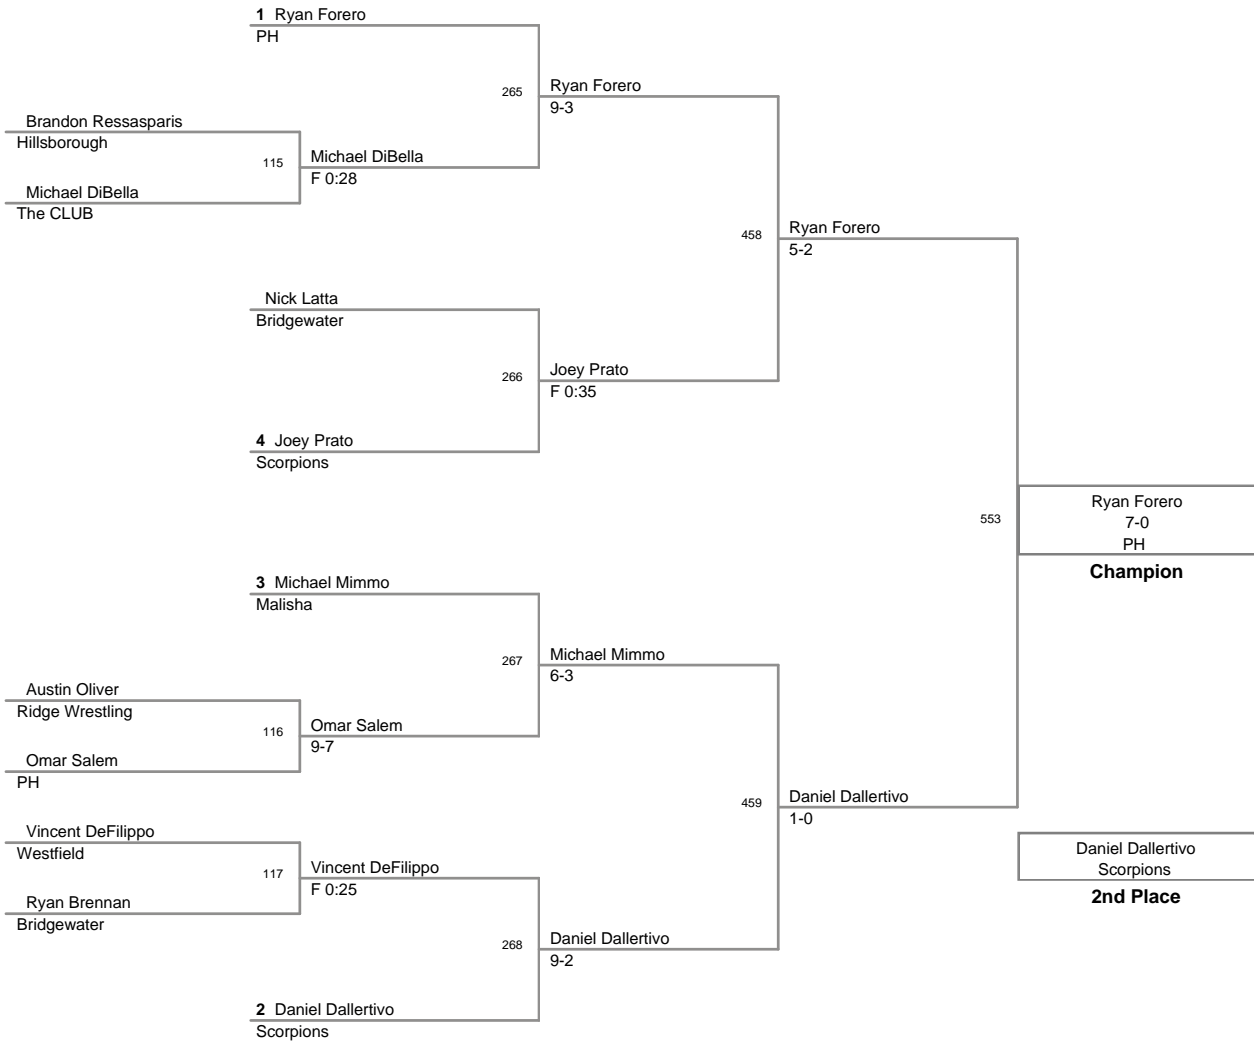 1 Ryan Forero
PH
265
Ryan Forero
9-3
Brandon Ressasparis
Hillsborough
115
Michael DiBella
F 0:28
Michael DiBella
The CLUB
458
Ryan Forero
5-2
Nick Latta
Bridgewater
266
Joey Prato
F 0:35
4 Joey Prato
Scorpions
553
Ryan Forero
7-0
PH
Champion
3 Michael Mimmo
Malisha
267
Michael Mimmo
6-3
Austin Oliver
Ridge Wrestling
116
Omar Salem
9-7
Omar Salem
PH
459
Daniel Dallertivo
1-0
Vincent DeFilippo
Westfield
117
Vincent DeFilippo
F 0:25
Ryan Brennan
Bridgewater
268
Daniel Dallertivo
9-2
2 Daniel Dallertivo
Scorpions
Daniel Dallertivo
Scorpions
2nd Place